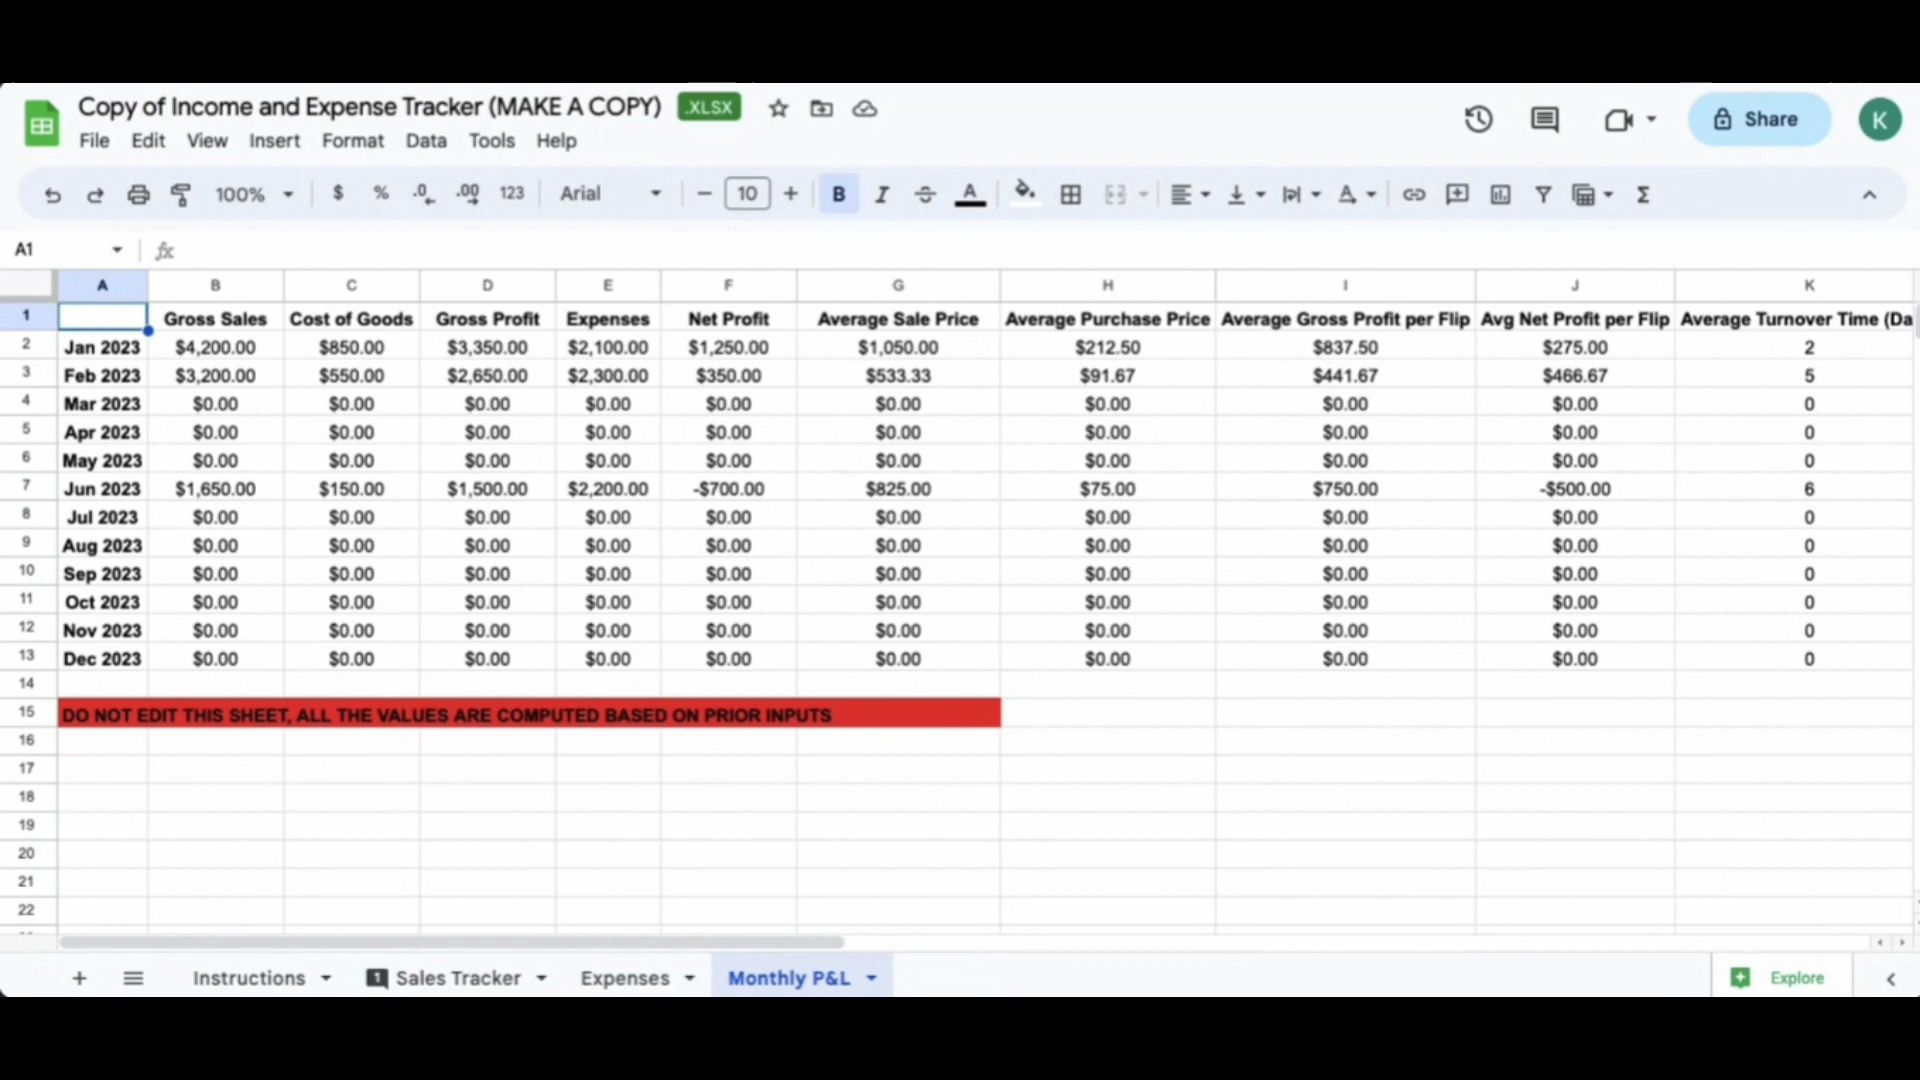 Copy of Income and Expense Tracker (MAKE A COPY) .XLSX
File Edit View Insert Format Data Tools Help
Share K
100% $ % .0 .00 123 Arial 10 B I A
A1 fx
A B C D E F G H I J K
1 Gross Sales Cost of Goods Gross Profit Expenses Net Profit Average Sale Price Average Purchase Price Average Gross Profit per Flip Avg Net Profit per Flip Average Turnover Time (Da
2 Jan 2023 $4,200.00 $850.00 $3,350.00 $2,100.00 $1,250.00 $1,050.00 $212.50 $837.50 $275.00 2
3 Feb 2023 $3,200.00 $550.00 $2,650.00 $2,300.00 $350.00 $533.33 $91.67 $441.67 $466.67 5
4 Mar 2023 $0.00 $0.00 $0.00 $0.00 $0.00 $0.00 $0.00 $0.00 $0.00 0
5 Apr 2023 $0.00 $0.00 $0.00 $0.00 $0.00 $0.00 $0.00 $0.00 $0.00 0
6 May 2023 $0.00 $0.00 $0.00 $0.00 $0.00 $0.00 $0.00 $0.00 $0.00 0
7 Jun 2023 $1,650.00 $150.00 $1,500.00 $2,200.00 -$700.00 $825.00 $75.00 $750.00 -$500.00 6
8 Jul 2023 $0.00 $0.00 $0.00 $0.00 $0.00 $0.00 $0.00 $0.00 $0.00 0
9 Aug 2023 $0.00 $0.00 $0.00 $0.00 $0.00 $0.00 $0.00 $0.00 $0.00 0
10 Sep 2023 $0.00 $0.00 $0.00 $0.00 $0.00 $0.00 $0.00 $0.00 $0.00 0
11 Oct 2023 $0.00 $0.00 $0.00 $0.00 $0.00 $0.00 $0.00 $0.00 $0.00 0
12 Nov 2023 $0.00 $0.00 $0.00 $0.00 $0.00 $0.00 $0.00 $0.00 $0.00 0
13 Dec 2023 $0.00 $0.00 $0.00 $0.00 $0.00 $0.00 $0.00 $0.00 $0.00 0
14
15 DO NOT EDIT THIS SHEET, ALL THE VALUES ARE COMPUTED BASED ON PRIOR INPUTS
16
17
18
19
20
21
22
Instructions 1 Sales Tracker Expenses Monthly P&L Explore